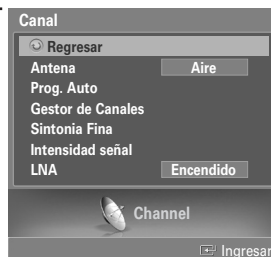 Canal
Regresar
Antena Aire
Prog. Auto
Gestor de Canales
Sintonia Fina
Intensidad señal
LNA Encendido
Channel
Ingresar